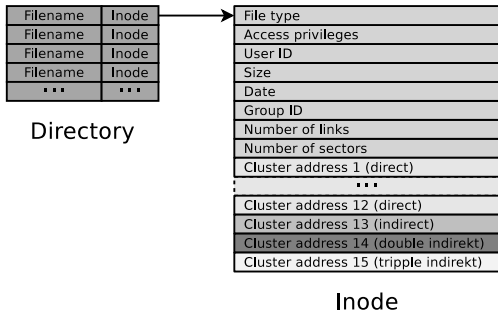 Filename Inode
Filename Inode
Filename Inode
Filename Inode
... ...
Directory
File type
Access privileges
User ID
Size
Date
Group ID
Number of links
Number of sectors
Cluster address 1 (direct)
...
Cluster address 12 (direct)
Cluster address 13 (indirect)
Cluster address 14 (double indirekt)
Cluster address 15 (tripple indirekt)
Inode